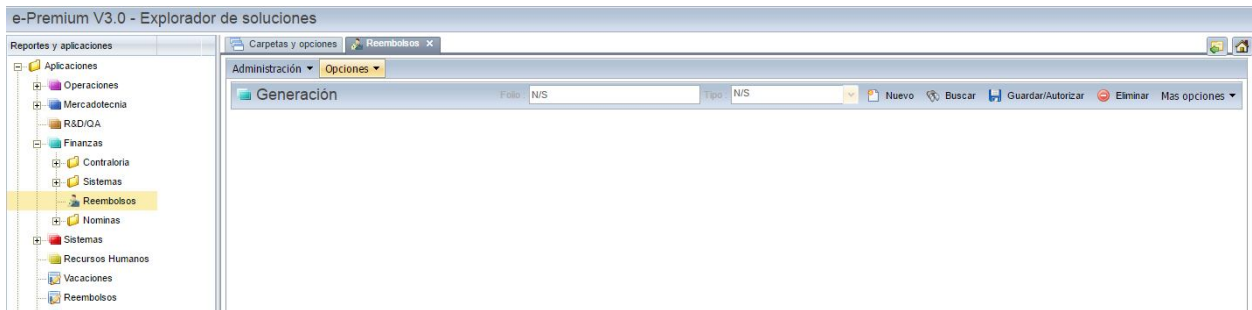 e-Premium V3.0 - Explorador de soluciones
Reportes y aplicaciones
Carpetas y opciones Reembolsos X
Aplicaciones
Operaciones
Mercadotecnia
R&D/QA
Finanzas
Contraloria
Sistemas
Reembolsos
Nominas
Sistemas
Recursos Humanos
Vacaciones
Reembolsos
Administración Opciones
Generación Folio: N/S Tipo: N/S Nuevo Buscar Guardar/Autorizar Eliminar Mas opciones